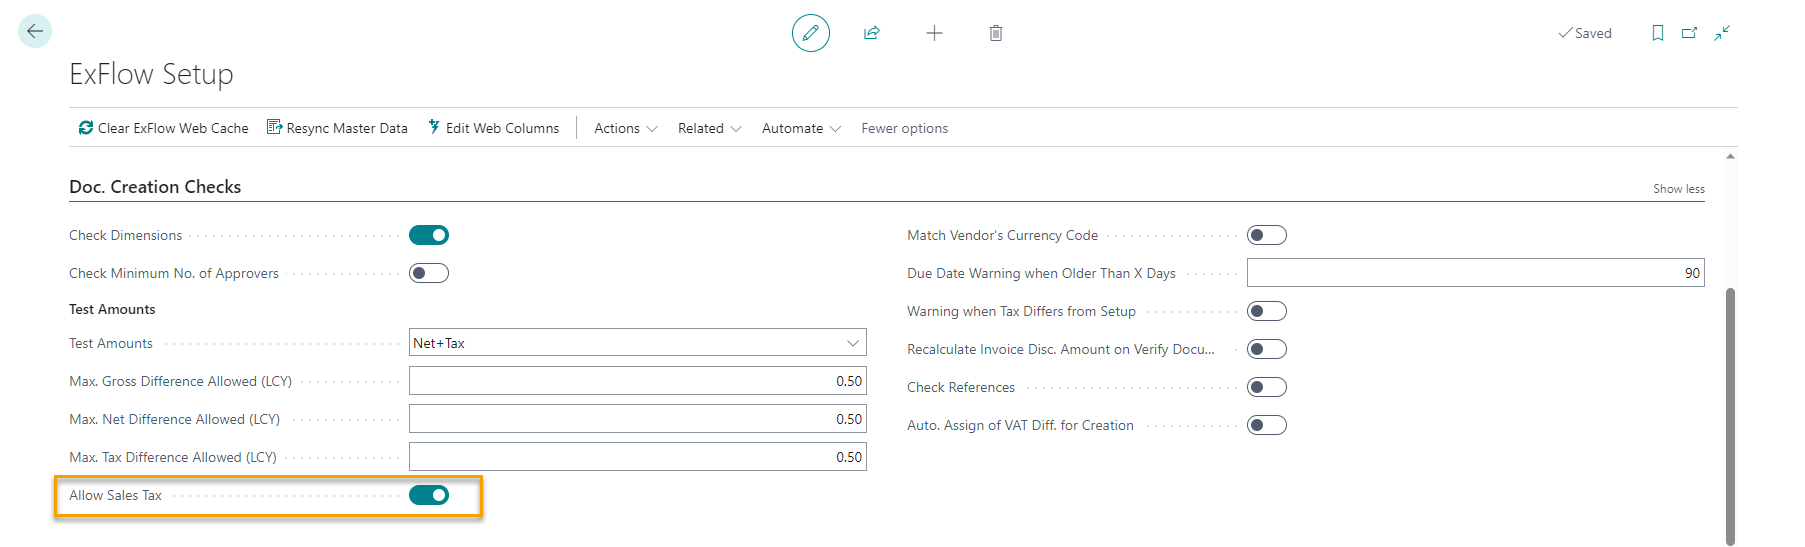 Saved
ExFlow Setup
Clear ExFlow Web Cache Resync Master Data Edit Web Columns Actions Related Automate Fewer options
Doc. Creation Checks Show less
Check Dimensions
Check Minimum No. of Approvers
Test Amounts
Test Amounts Net+Tax
Max. Gross Difference Allowed (LCY) 0.50
Max. Net Difference Allowed (LCY) 0.50
Max. Tax Difference Allowed (LCY) 0.50
Allow Sales Tax
Match Vendor's Currency Code
Due Date Warning when Older Than X Days 90
Warning when Tax Differs from Setup
Recalculate Invoice Disc. Amount on Verify Docu...
Check References
Auto. Assign of VAT Diff. for Creation